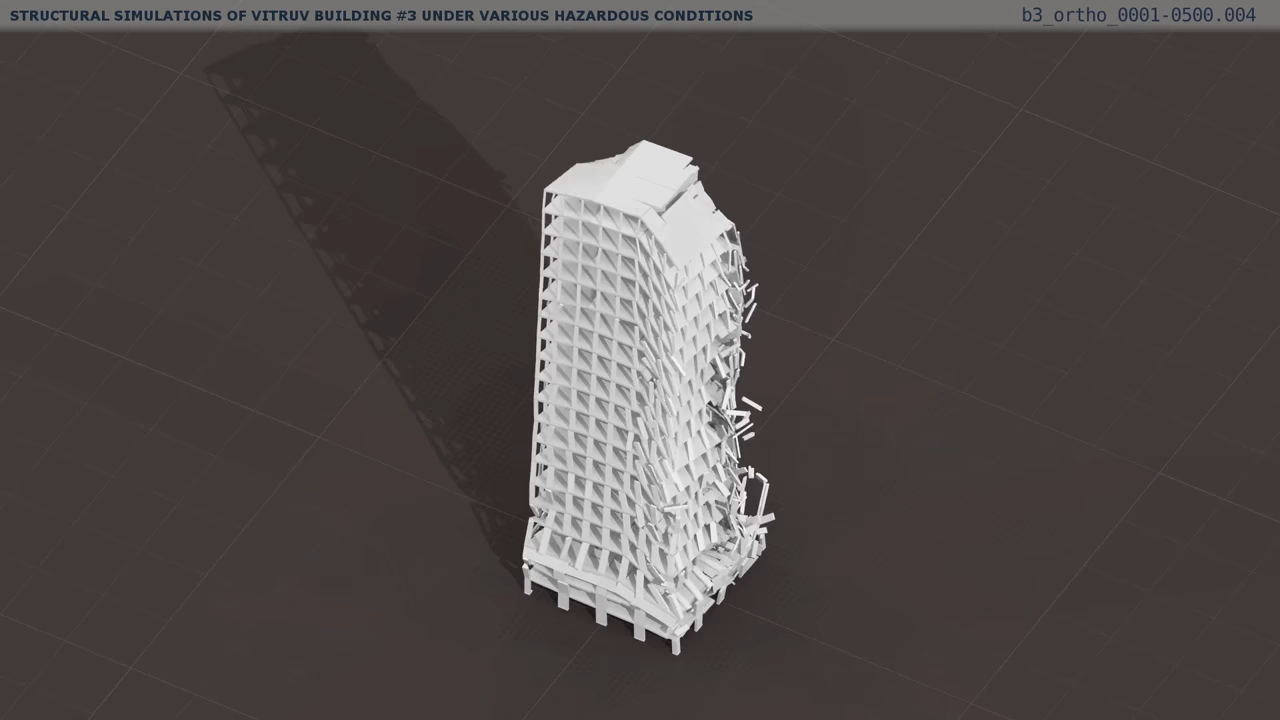 STRUCTURAL SIMULATIONS OF VITRUV BUILDING #3 UNDER VARIOUS HAZARDOUS CONDITIONS
b3_ortho_0001-0500.004